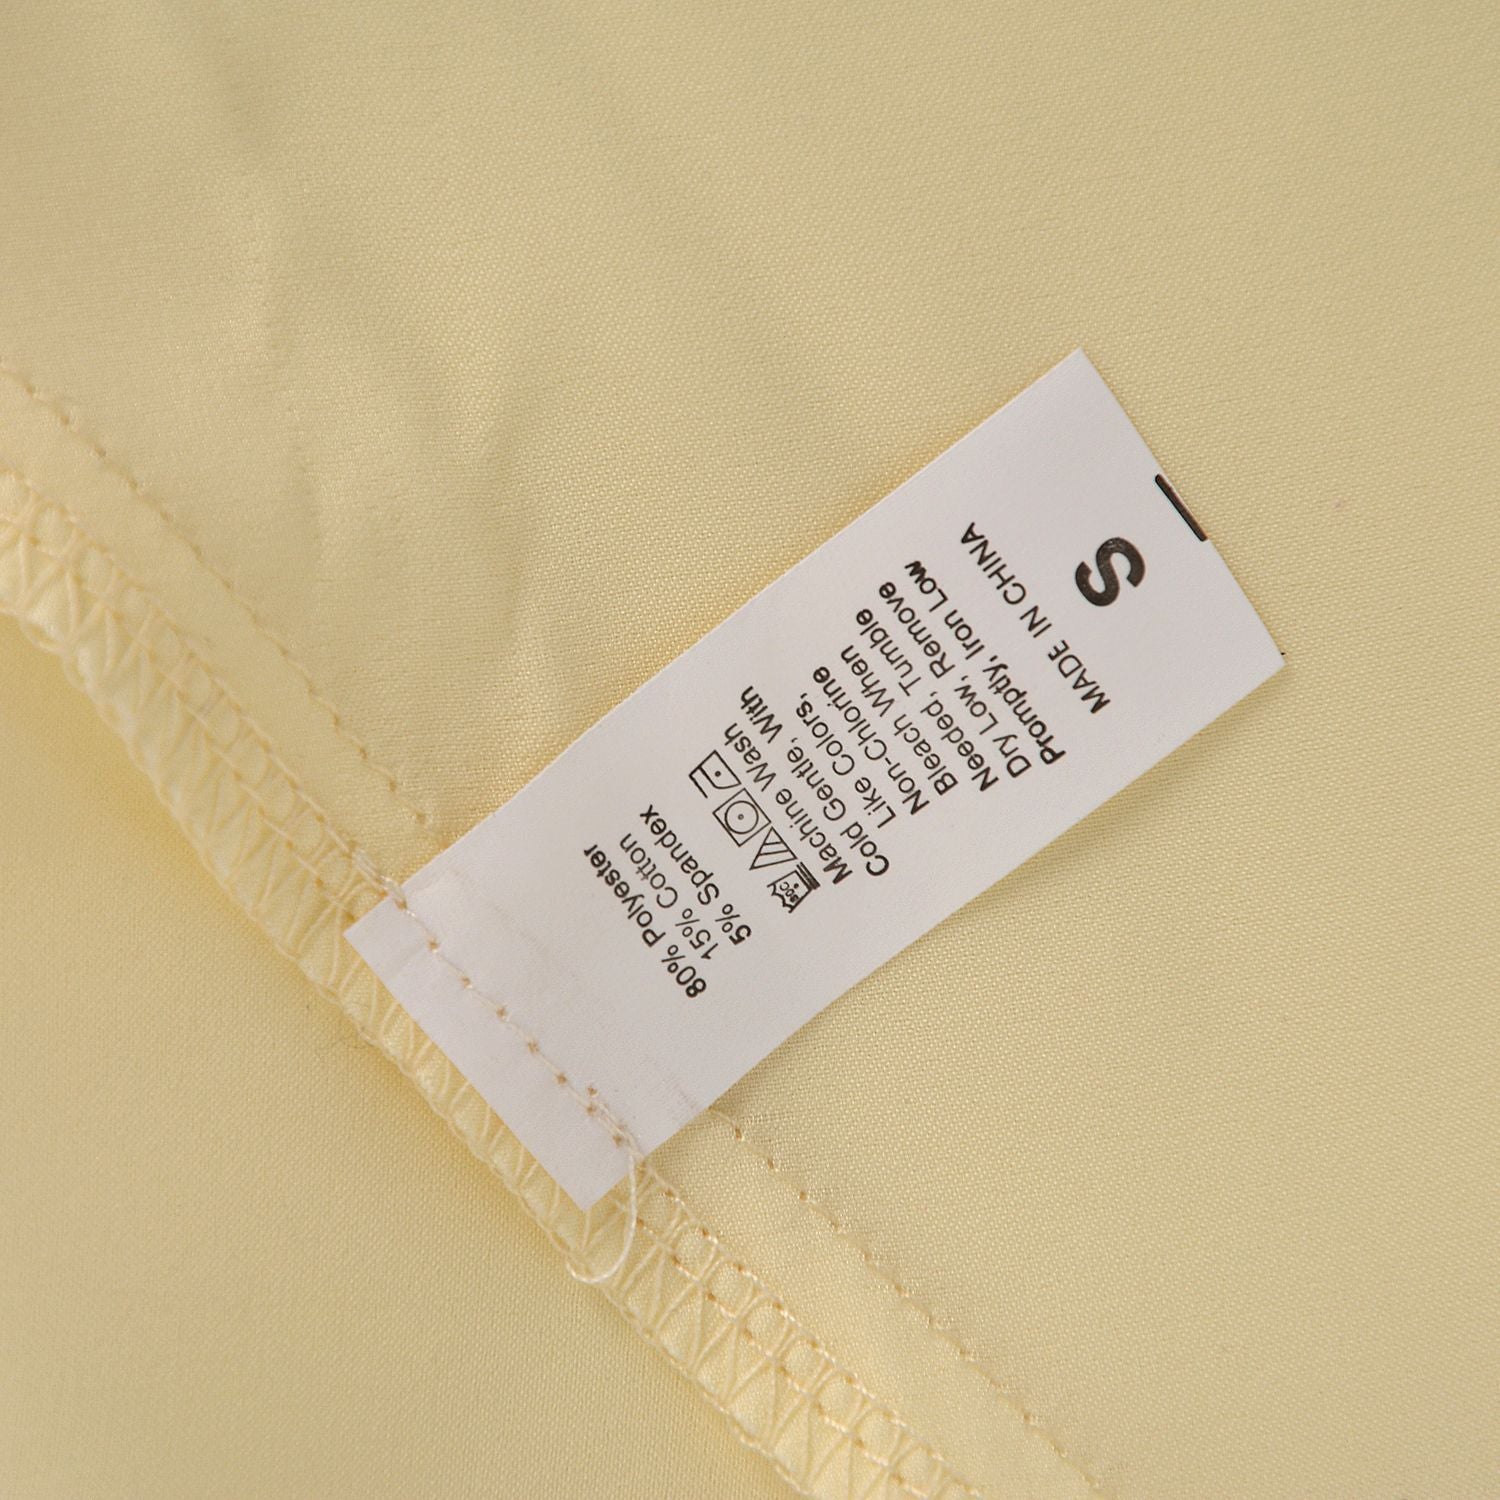 80% Polyester
15% Cotton
5% Spandex
Machine Wash
Cold Gentle, With
Like Colors,
Non-Chlorine
Bleach When
Needed, Tumble
Dry Low, Remove
Promptly, Iron Low
MADE IN CHINA
S